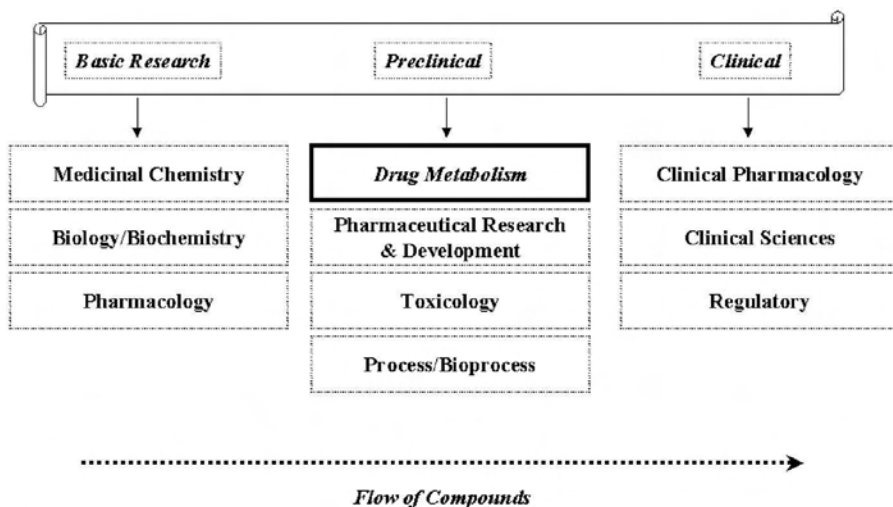 Basic Research
Preclinical
Clinical
Medicinal Chemistry
Drug Metabolism
Clinical Pharmacology
Biology/Biochemistry
Pharmaceutical Research
& Development
Clinical Sciences
Pharmacology
Toxicology
Regulatory
Process/Bioprocess
Flow of Compounds